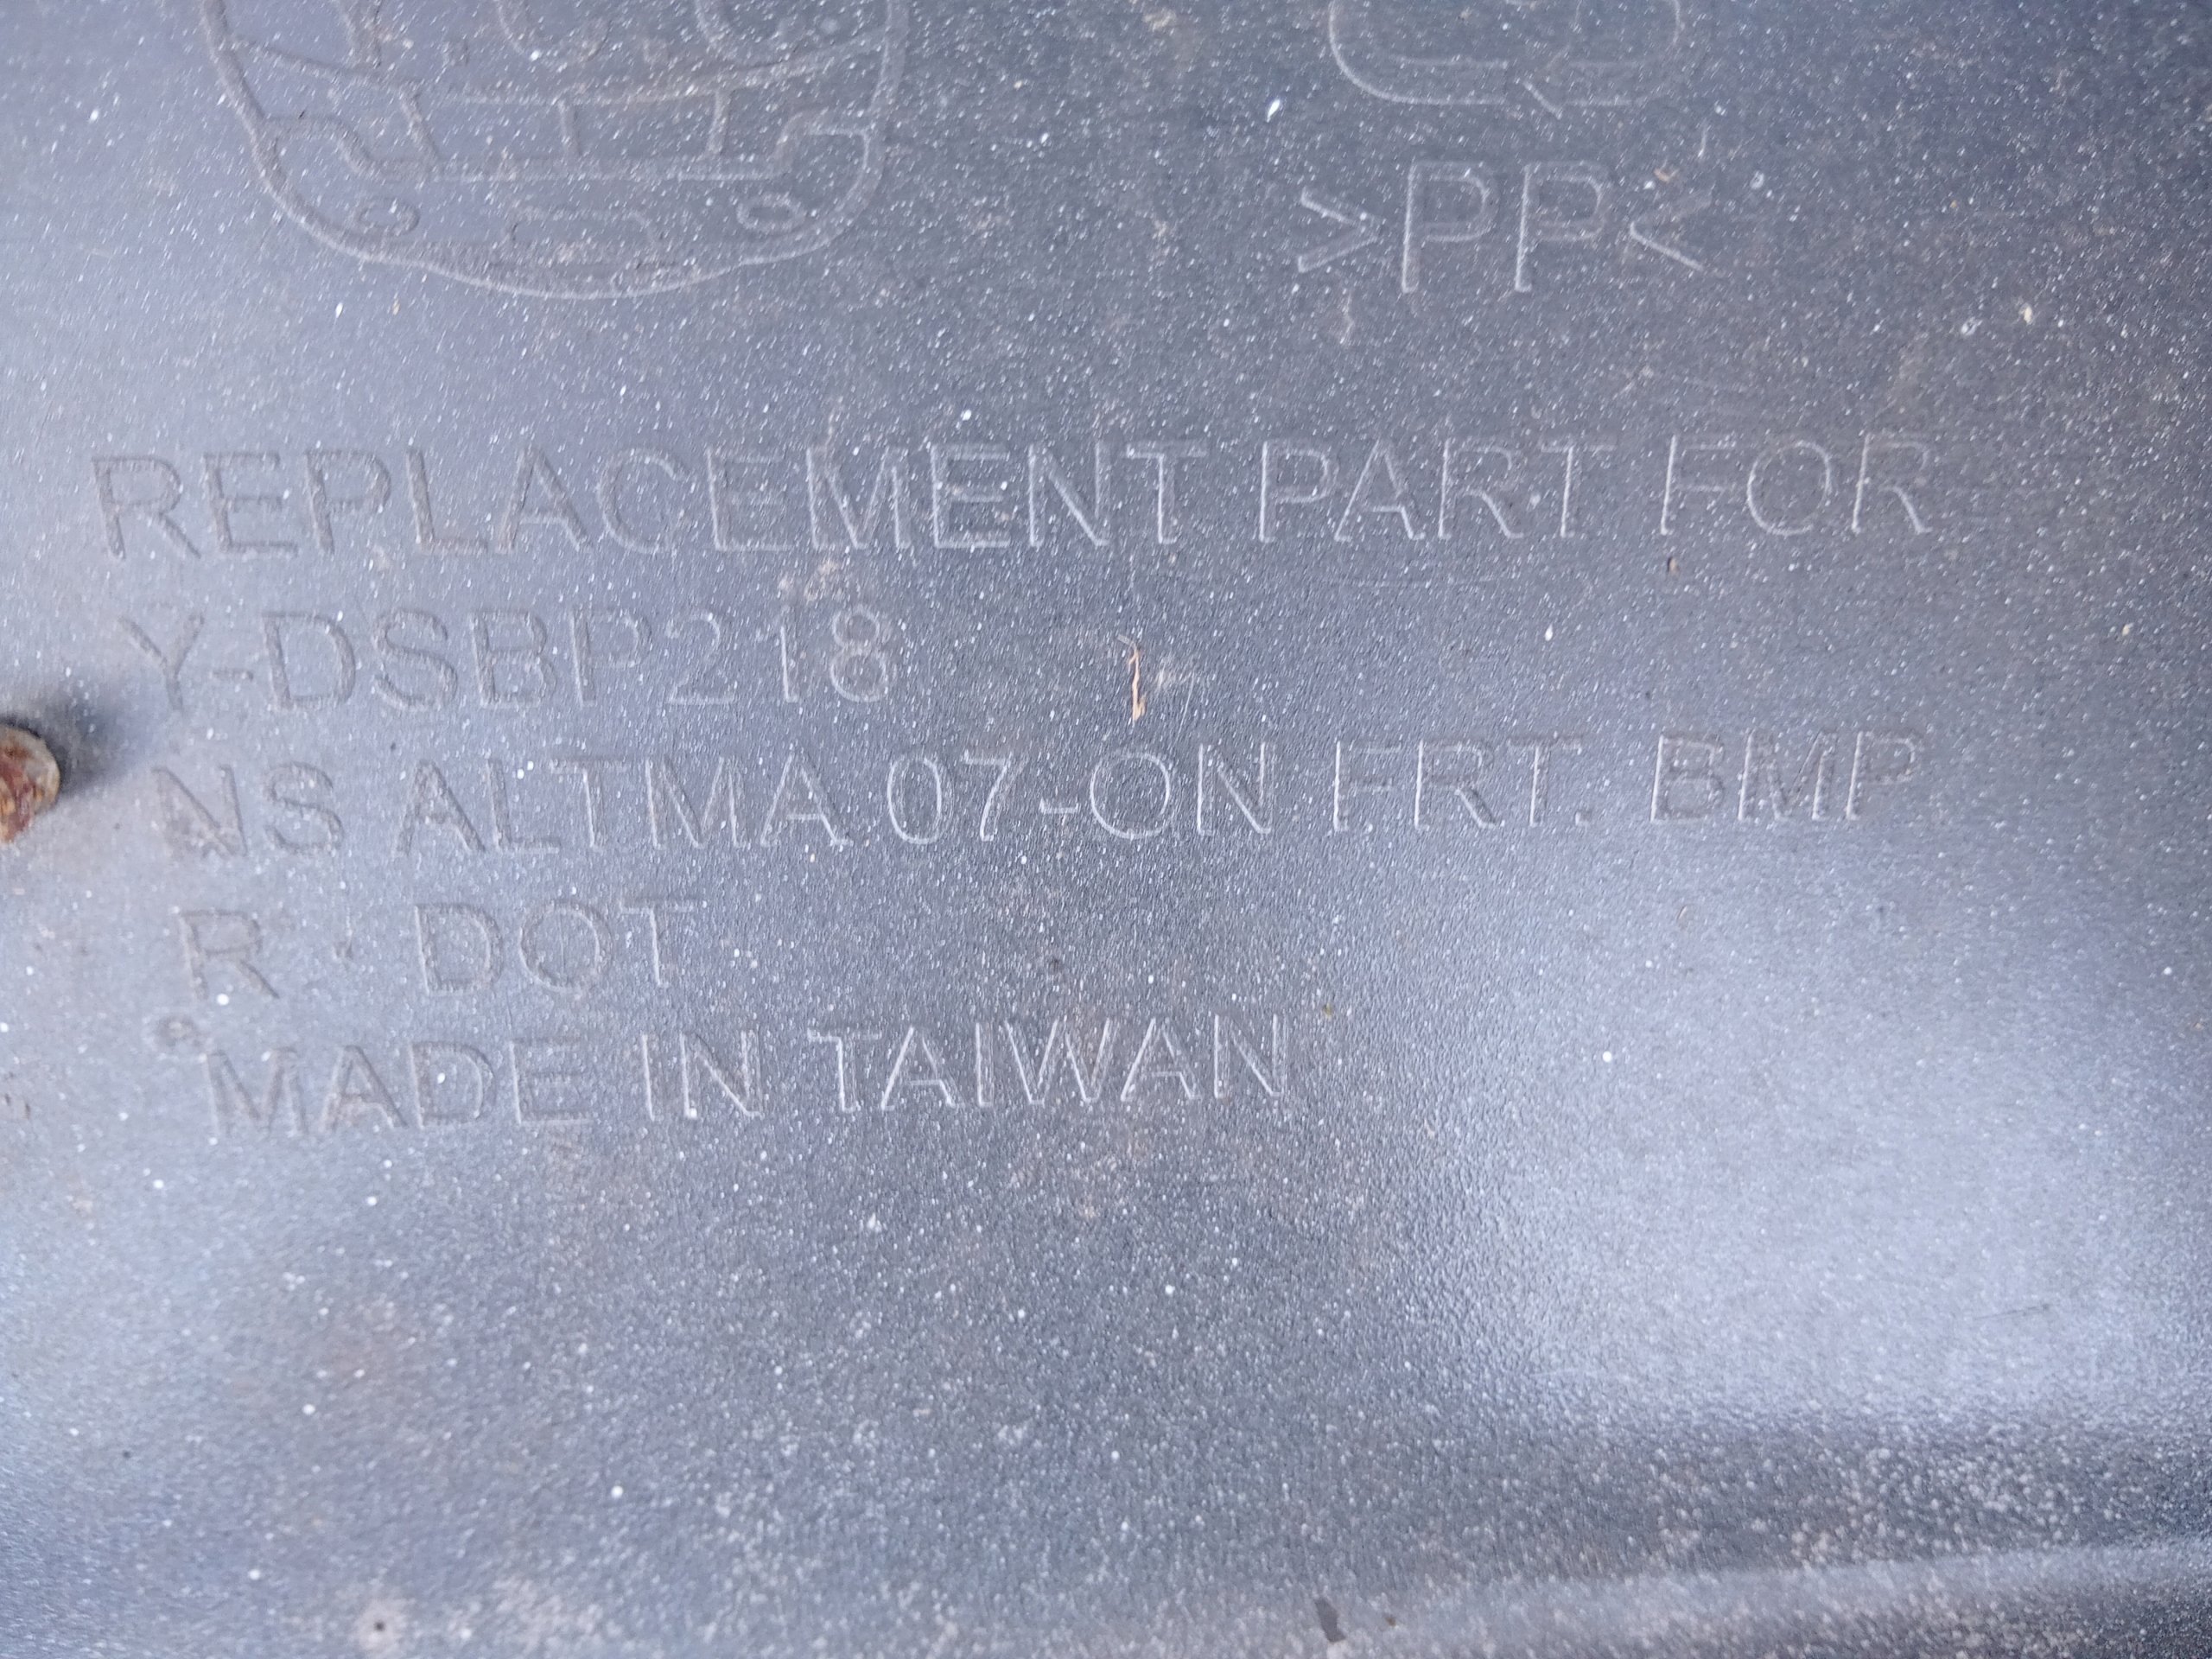 >PP<
REPLACEMENT PART FOR
Y-DSBP218
NS ALTMA 07-ON FRT. BMP
R · DOT
MADE IN TAIWAN